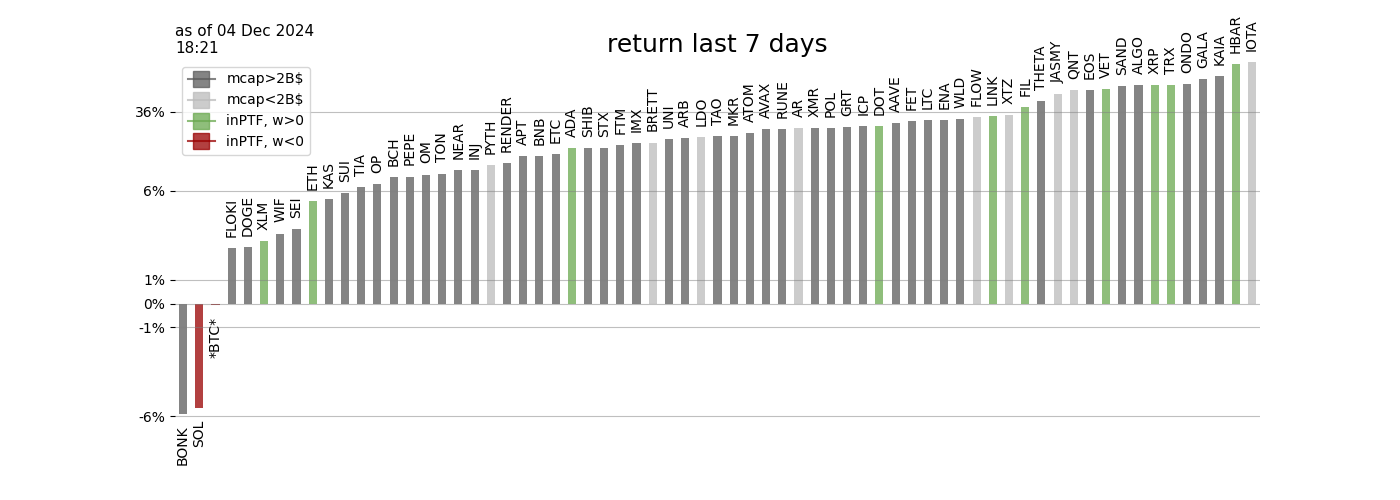 as of 04 Dec 2024
18:21
return last 7 days
mcap>2B$
mcap<2B$
inPTF, w>0
inPTF, w<0
36%
6%
1%
0%
-1%
-6%
BONK
SOL
*BTC*
FLOKI
DOGE
XLM
WIF
SEI
ETH
KAS
SUI
TIA
OP
BCH
PEPE
OM
TON
NEAR
INJ
PYTH
RENDER
APT
BNB
ETC
ADA
SHIB
STX
FTM
IMX
BRETT
UNI
ARB
LDO
TAO
MKR
ATOM
AVAX
RUNE
AR
XMR
POL
GRT
ICP
DOT
AAVE
FET
LTC
ENA
WLD
FLOW
LINK
XTZ
FIL
THETA
JASMY
QNT
EOS
VET
SAND
ALGO
XRP
TRX
ONDO
GALA
KAIA
HBAR
IOTA